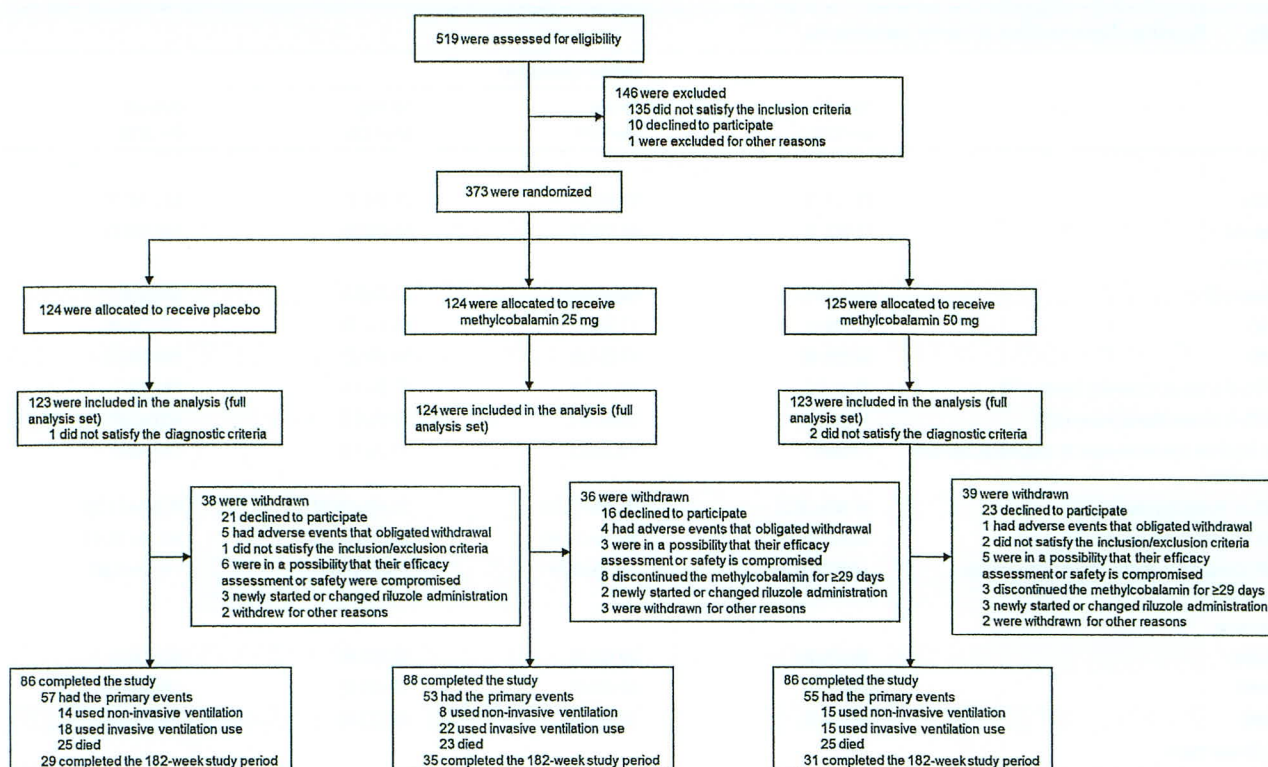 519 were assessed for eligibility
146 were excluded
135 did not satisfy the inclusion criteria
10 declined to participate
1 were excluded for other reasons
373 were randomized
124 were allocated to receive placebo
124 were allocated to receive
methylcobalamin 25 mg
125 were allocated to receive
methylcobalamin 50 mg
123 were included in the analysis (full
analysis set)
1 did not satisfy the diagnostic criteria
124 were included in the analysis (full
analysis set)
123 were included in the analysis (full
analysis set)
2 did not satisfy the diagnostic criteria
38 were withdrawn
21 declined to participate
5 had adverse events that obligated withdrawal
1 did not satisfy the inclusion/exclusion criteria
6 were in a possibility that their efficacy
assessment or safety were compromised
3 newly started or changed riluzole administration
2 withdrew for other reasons
36 were withdrawn
16 declined to participate
4 had adverse events that obligated withdrawal
3 were in a possibility that their efficacy
assessment or safety is compromised
8 discontinued the methylcobalamin for ≥29 days
2 newly started or changed riluzole administration
3 were withdrawn for other reasons
39 were withdrawn
23 declined to participate
1 had adverse events that obligated withdrawal
2 did not satisfy the inclusion/exclusion criteria
5 were in a possibility that their efficacy
assessment or safety is compromised
3 discontinued the methylcobalamin for ≥29 days
3 newly started or changed riluzole administration
2 were withdrawn for other reasons
86 completed the study
57 had the primary events
14 used non-invasive ventilation
18 used invasive ventilation use
25 died
29 completed the 182-week study period
88 completed the study
53 had the primary events
8 used non-invasive ventilation
22 used invasive ventilation use
23 died
35 completed the 182-week study period
86 completed the study
55 had the primary events
15 used non-invasive ventilation
15 used invasive ventilation use
25 died
31 completed the 182-week study period